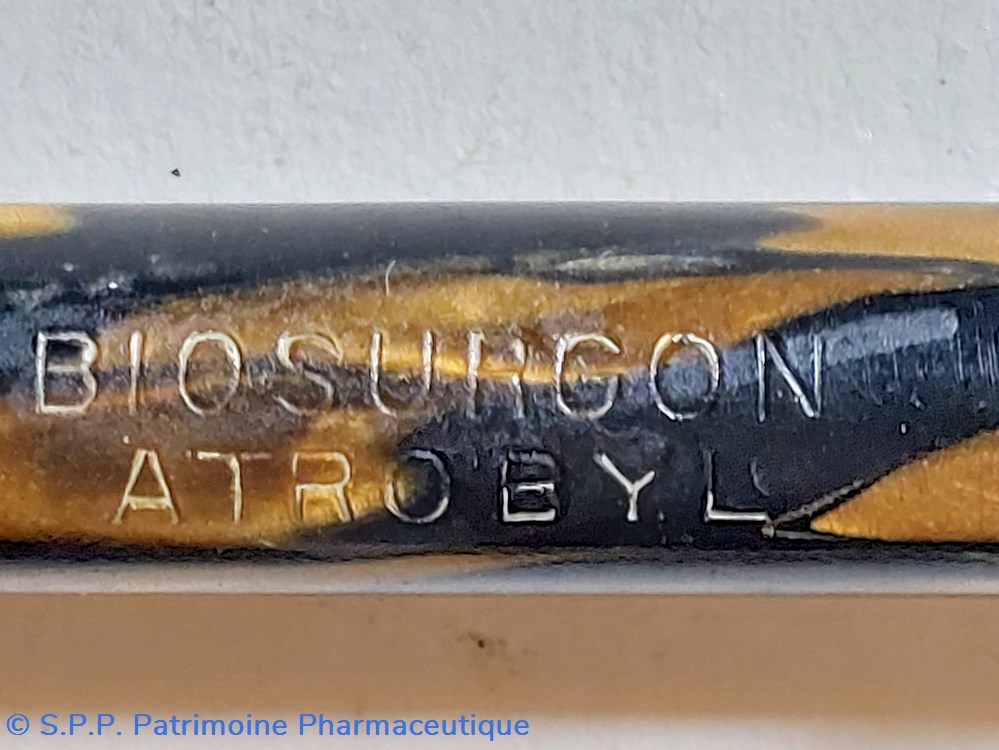 BIOSURGON
ATROBYL
© S.P.P. Patrimoine Pharmaceutique